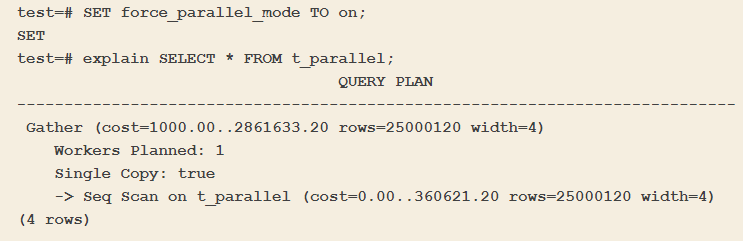 test=# SET force_parallel_mode TO on;
SET
test=# explain SELECT * FROM t_parallel;
QUERY PLAN
-----------------------------------------------------------------------------
Gather (cost=1000.00..2861633.20 rows=25000120 width=4)
Workers Planned: 1
Single Copy: true
-> Seq Scan on t_parallel (cost=0.00..360621.20 rows=25000120 width=4)
(4 rows)